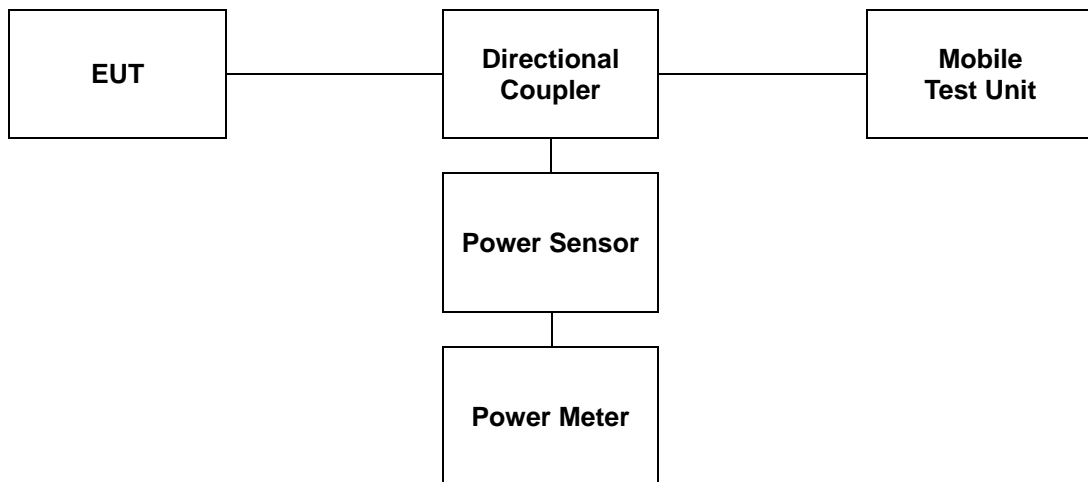 EUT
Directional
Coupler
Mobile
Test Unit
Power Sensor
Power Meter